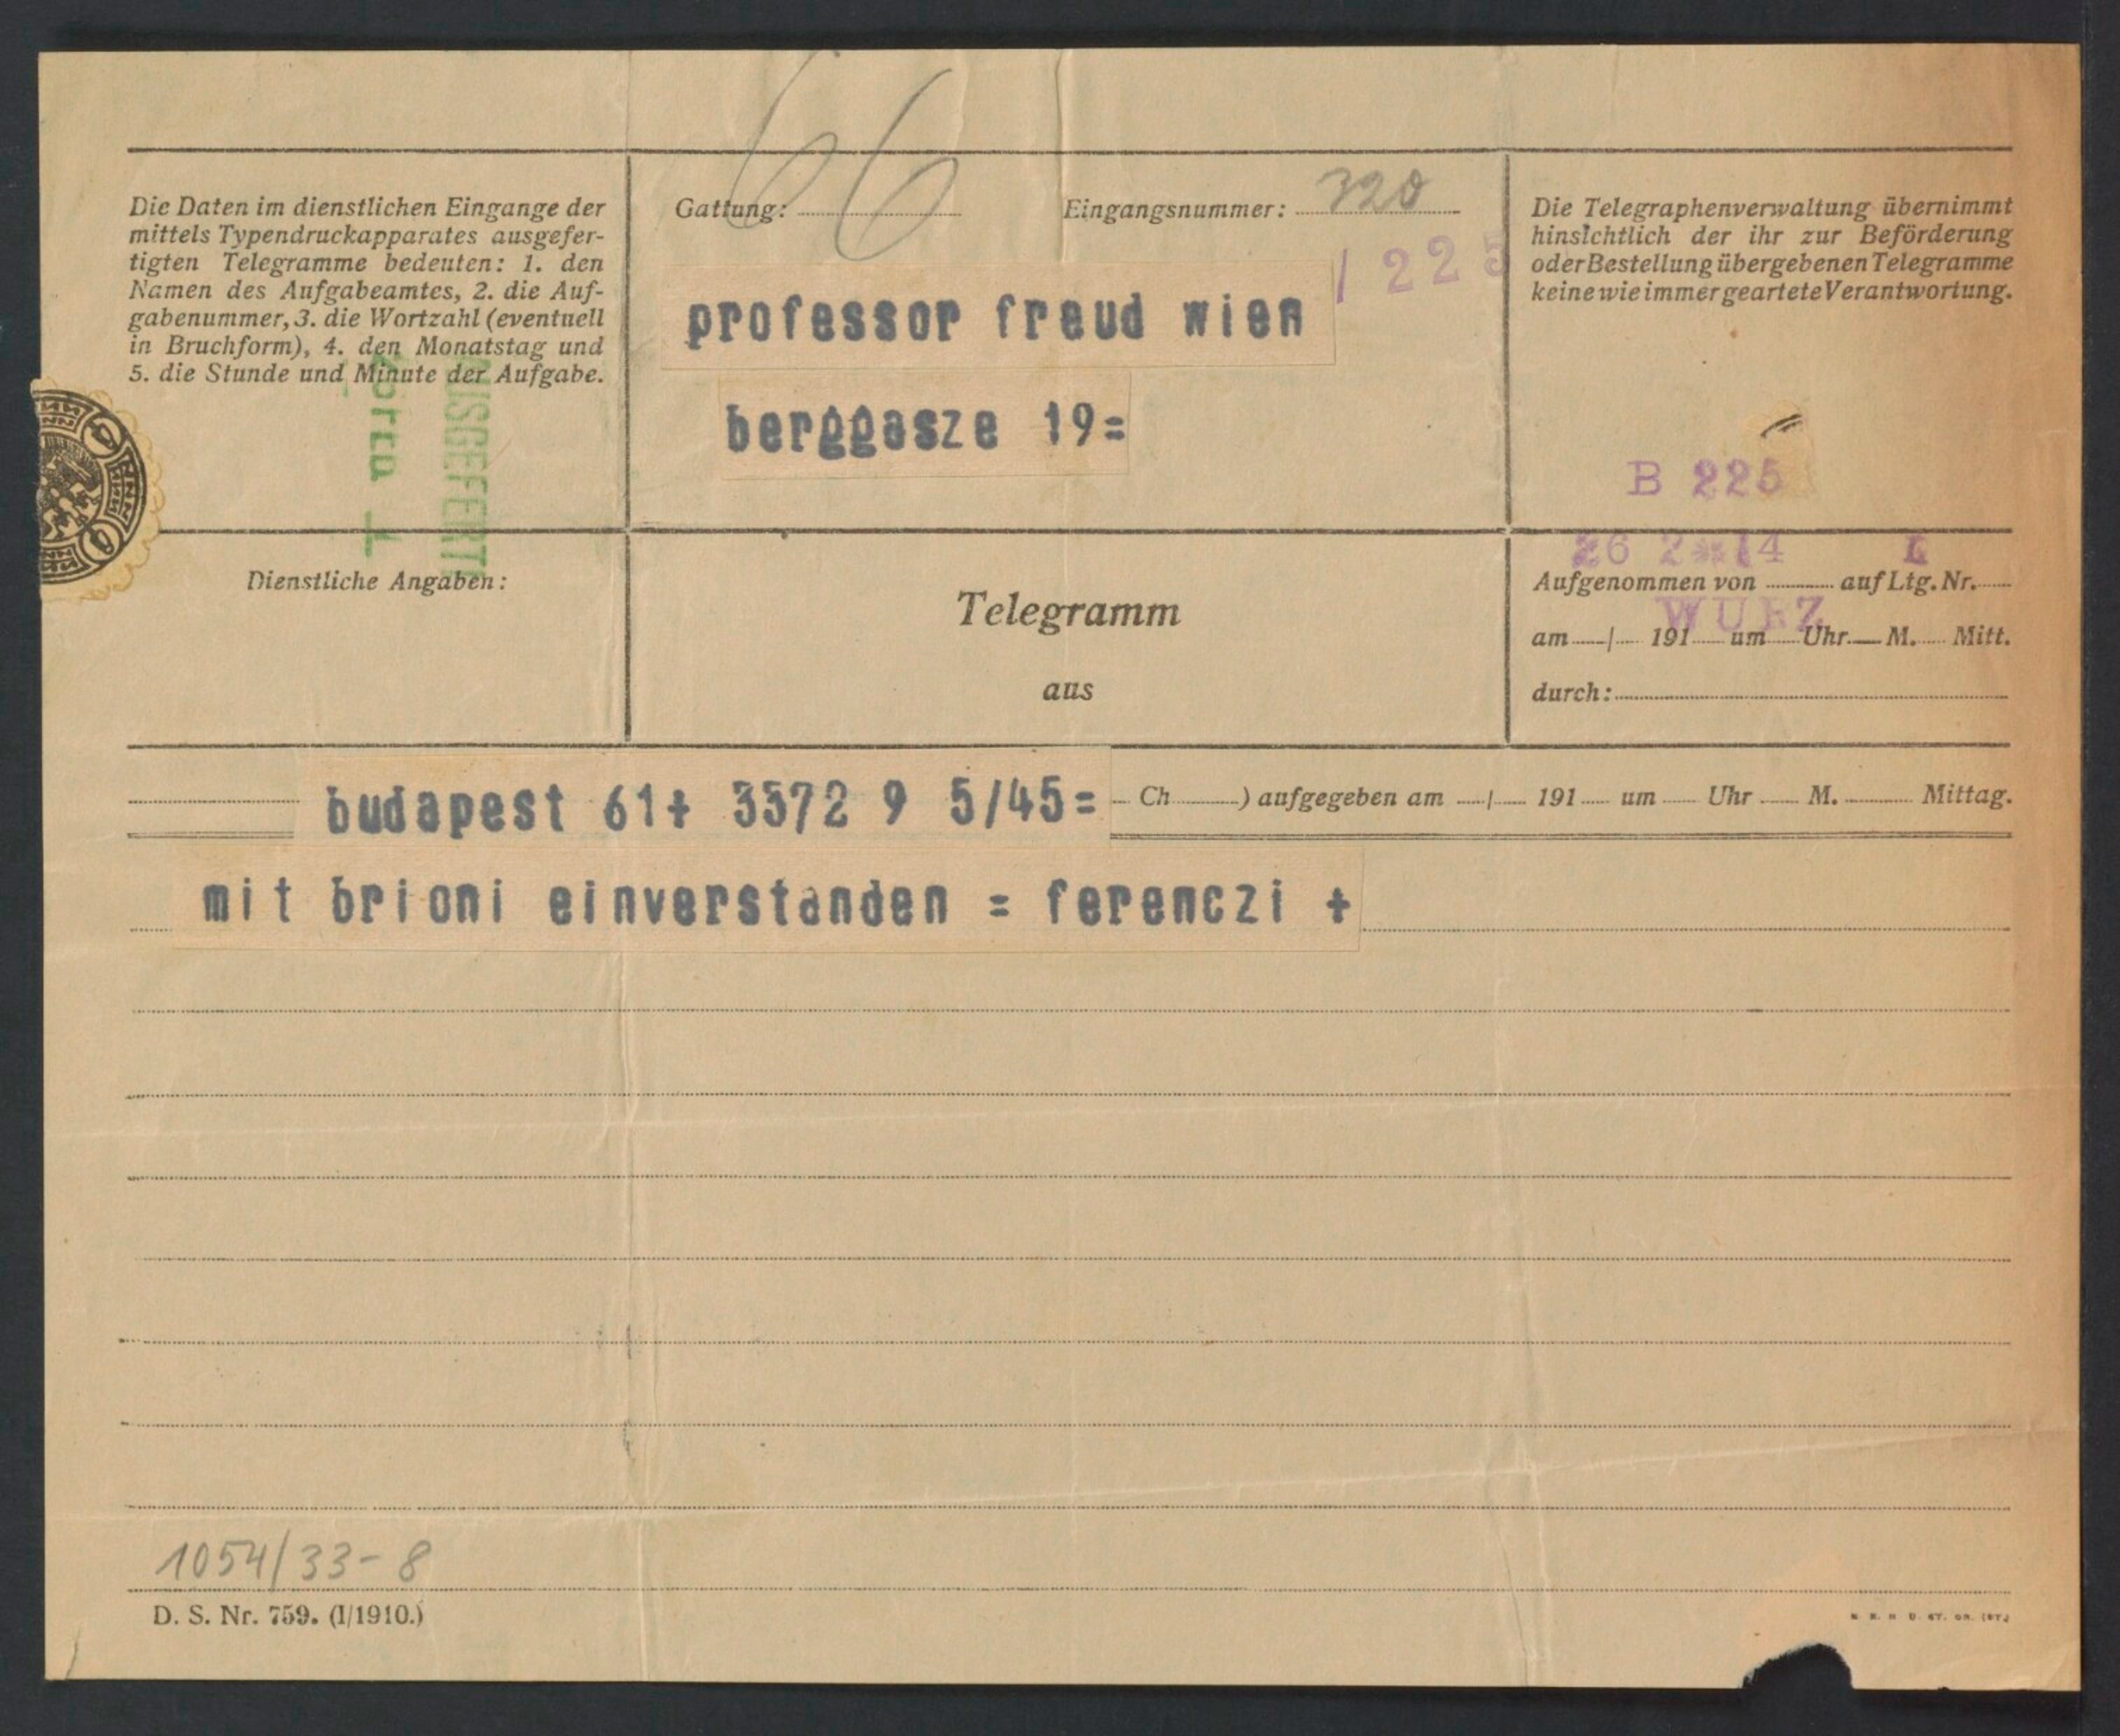 66
Die Daten im dienstlichen Eingange der
mittels Typendruckapparates ausgefer-
tigten Telegramme bedeuten: 1. den
Namen des Aufgabeamtes, 2. die Auf-
gabenummer, 3. die Wortzahl (eventuell
in Bruchform), 4. den Monatstag und
5. die Stunde und Minute der Aufgabe.
AUSGEFERTI
Gattung:
Eingangsnummer: 320
1 225
professor freud wien
berggasze 19=
Die Telegraphenverwaltung übernimmt
hinsichtlich der ihr zur Beförderung
oder Bestellung übergebenen Telegramme
keine wie immer geartete Verantwortung.
B 225
26 2 14 L
WUEZ
Dienstliche Angaben:
Telegramm
aus
Aufgenommen von auf Ltg. Nr.
am / 191 um Uhr M. Mitt.
durch:
budapest 61+ 3572 9 5/45= Ch ) aufgegeben am / 191 um Uhr M. Mittag.
mit brioni einverstanden = ferenczi +
1054/33-8
D. S. Nr. 759. (I/1910.)